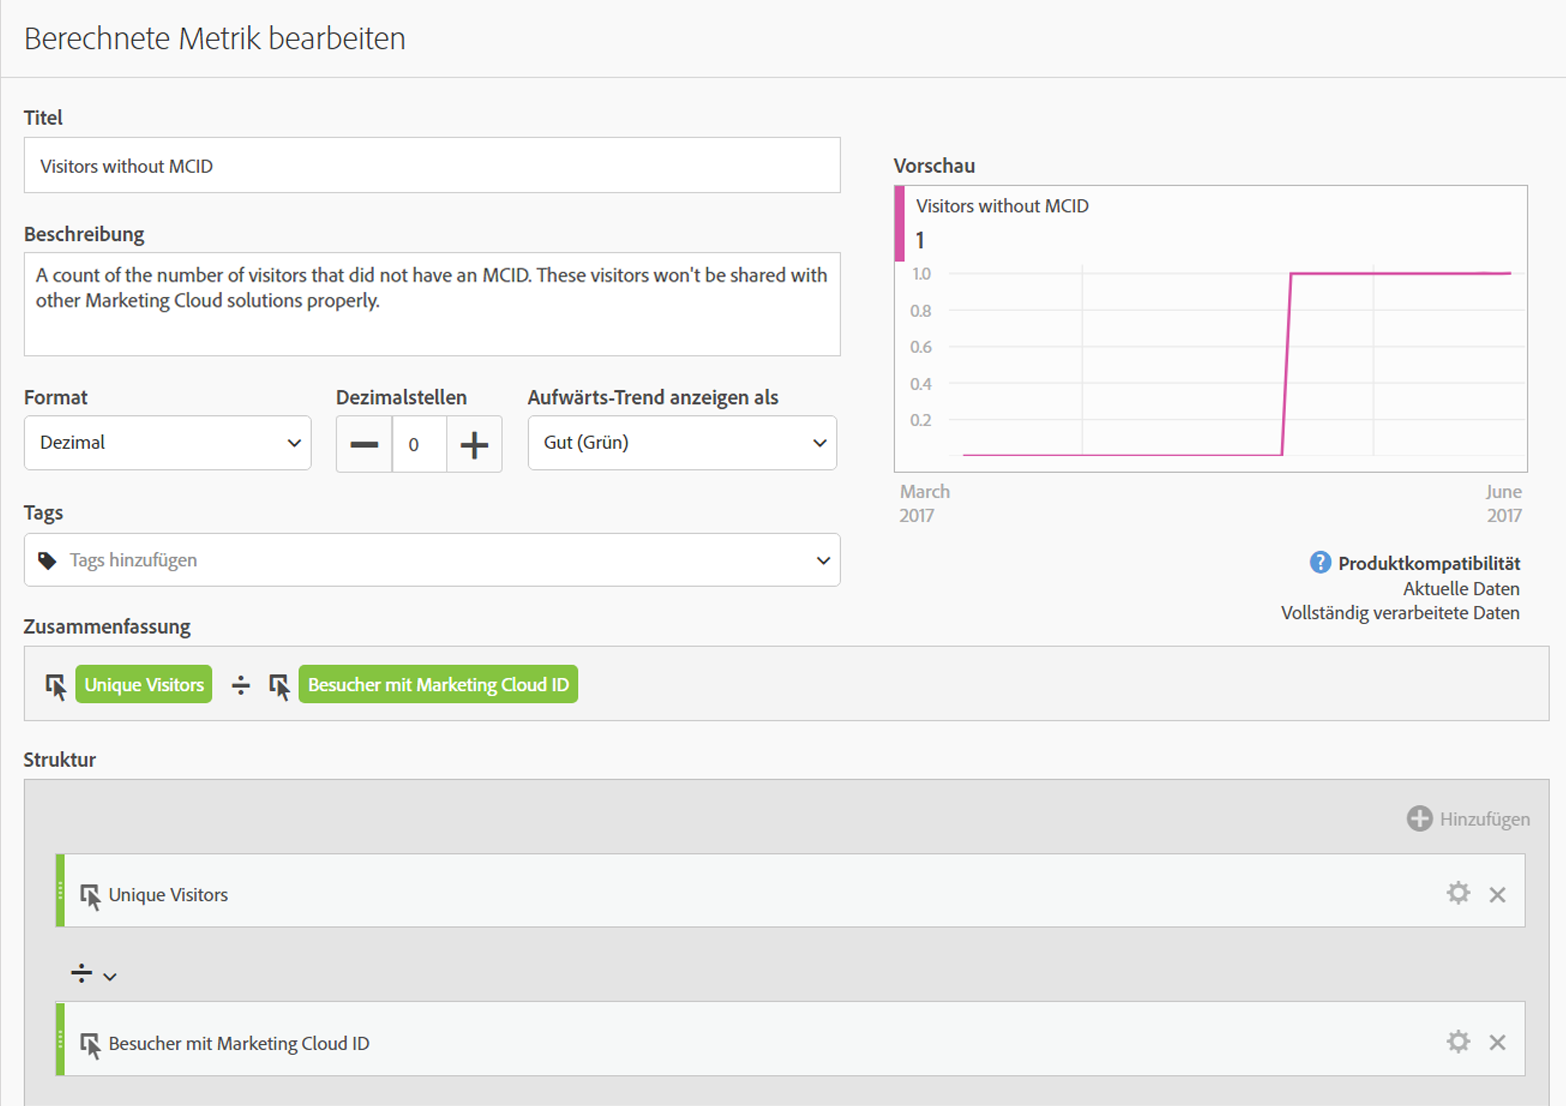 Berechnete Metrik bearbeiten
Titel
Visitors without MCID
Beschreibung
A count of the number of visitors that did not have an MCID. These visitors won't be shared with
other Marketing Cloud solutions properly.
Format
Dezimalstellen
Aufwärts-Trend anzeigen als
Dezimal
0
Gut (Grün)
Tags
Tags hinzufügen
Vorschau
Visitors without MCID
1
1.0
0.8
0.6
0.4
0.2
March
2017
June
2017
? Produktkompatibilität
Aktuelle Daten
Vollständig verarbeitete Daten
Zusammenfassung
Unique Visitors ÷ Besucher mit Marketing Cloud ID
Struktur
Hinzufügen
Unique Visitors
÷
Besucher mit Marketing Cloud ID